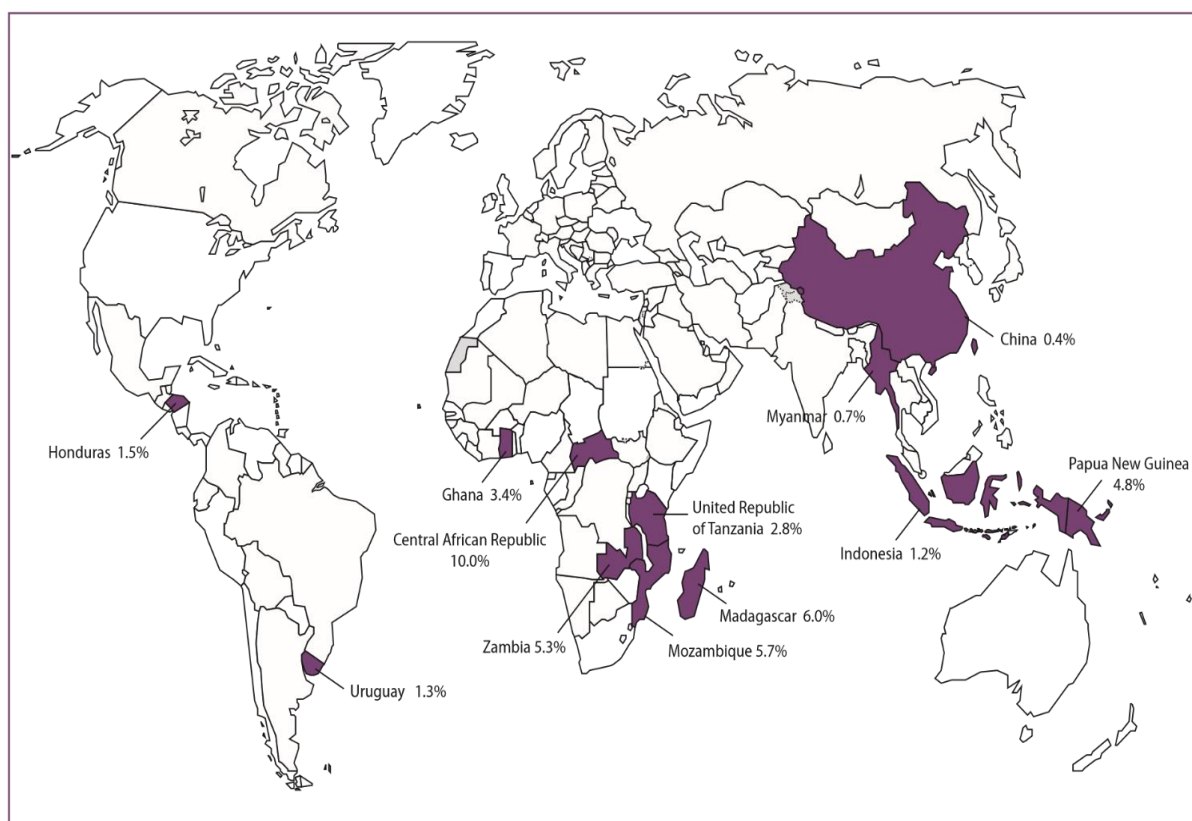 China 0.4%
Myanmar 0.7%
Honduras 1.5%
Papua New Guinea
4.8%
Ghana 3.4%
United Republic
of Tanzania 2.8%
Central African Republic
10.0%
Indonesia 1.2%
Madagascar 6.0%
Zambia 5.3%
Mozambique 5.7%
Uruguay 1.3%